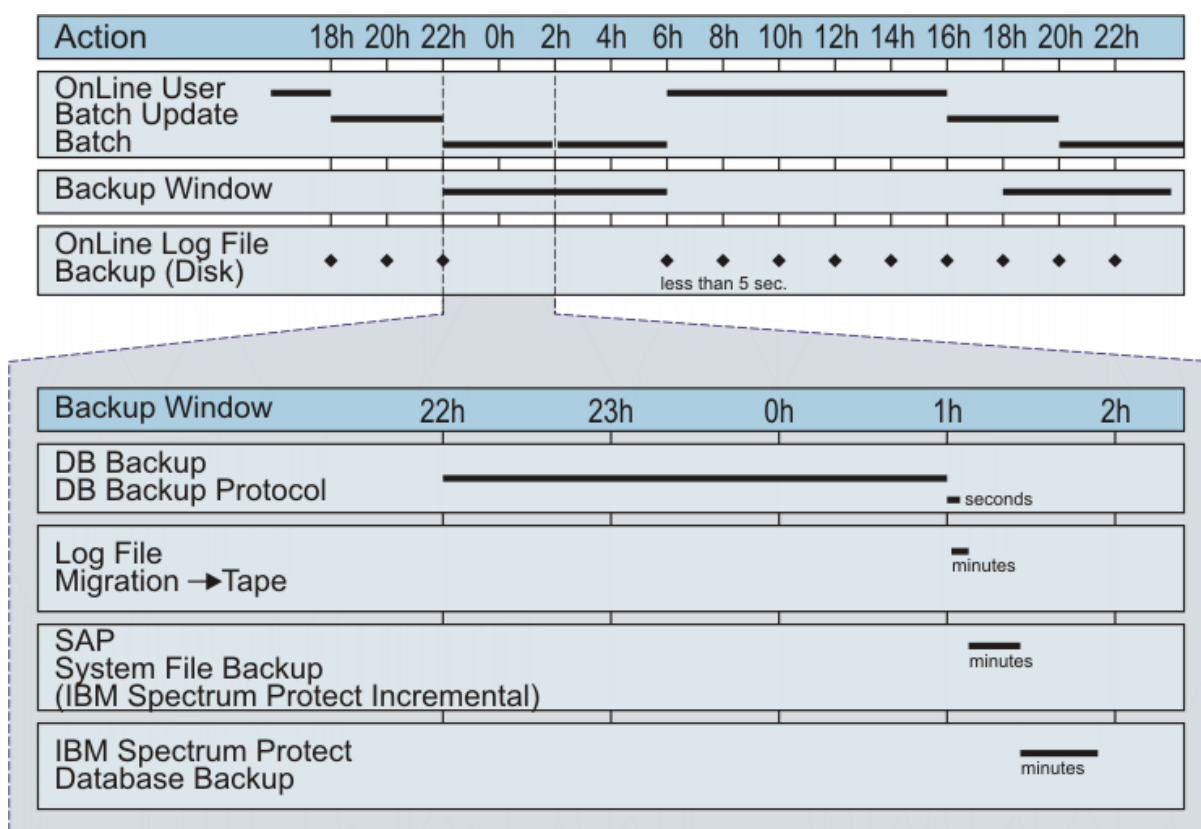 Action 18h 20h 22h 0h 2h 4h 6h 8h 10h 12h 14h 16h 18h 20h 22h
OnLine User
Batch Update
Batch
Backup Window
OnLine Log File
Backup (Disk)
less than 5 sec.
Backup Window 22h 23h 0h 1h 2h
DB Backup
DB Backup Protocol
seconds
Log File
Migration → Tape
minutes
SAP
System File Backup
(IBM Spectrum Protect Incremental)
minutes
IBM Spectrum Protect
Database Backup
minutes